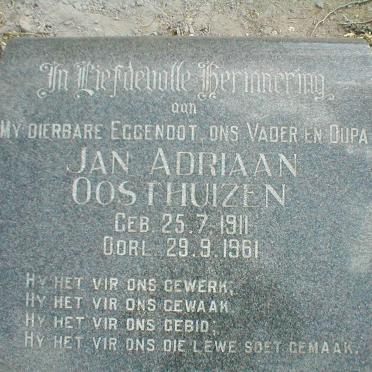 In Liefdevolle Herinnering
aan
MY DIERBARE EGGENOOT, ONS VADER EN OUPA
JAN ADRIAAN
OOSTHUIZEN
GEB. 25.7.1911
OORL. 29.9.1961
HY HET VIR ONS GEWERK;
HY HET VIR ONS GEWAAK
HY HET VIR ONS GEBID;
HY HET VIR ONS DIE LEWE SOET GEMAAK.